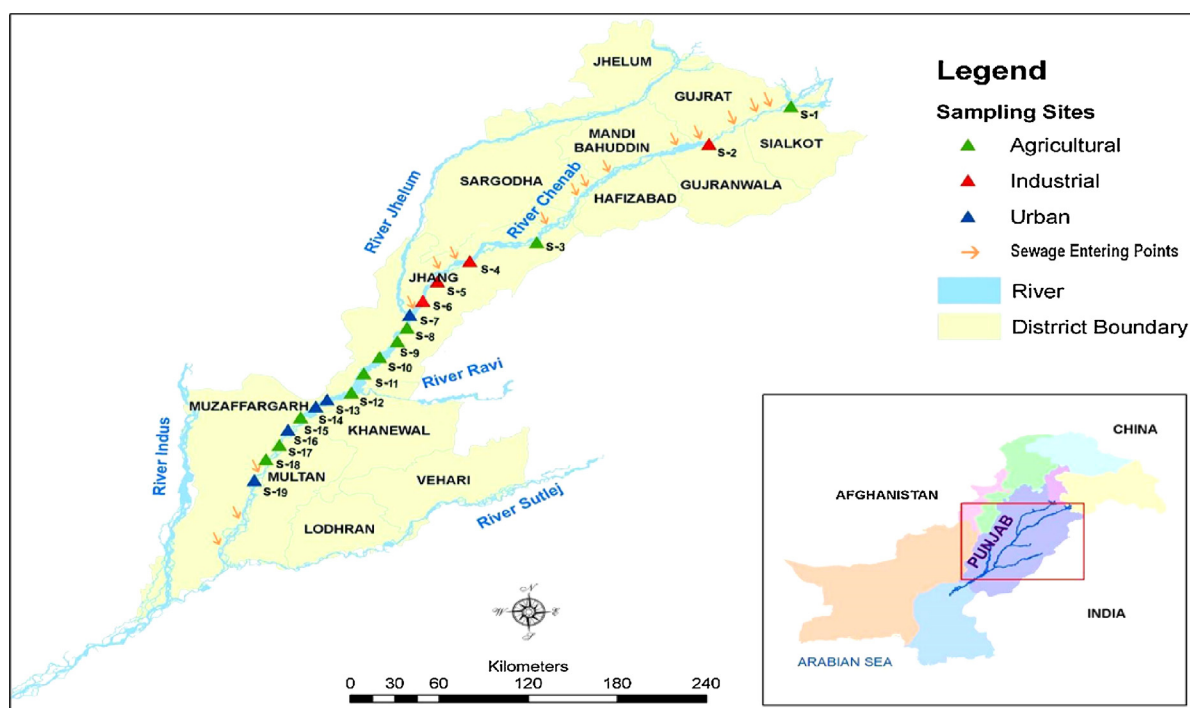 JHELUM
GUJRAT
S-1
MANDI
BAHUDDIN
S-2
SIALKOT
SARGODHA
GUJRANWALA
HAFIZABAD
River Jhelum
River Chenab
S-3
S-4
JHANG
S-5
S-6
S-7
S-8
S-9
S-10
S-11
River Ravi
S-12
MUZAFFARGARH
S-13
S-14
KHANEWAL
S-15
S-16
S-17
S-18
MULTAN
VEHARI
S-19
River Indus
LODHRAN
River Sutlej
N
W
E
S
Kilometers
0 30 60 120 180 240
Legend
Sampling Sites
Agricultural
Industrial
Urban
Sewage Entering Points
River
Distrrict Boundary
CHINA
AFGHANISTAN
PUNJAB
INDIA
ARABIAN SEA